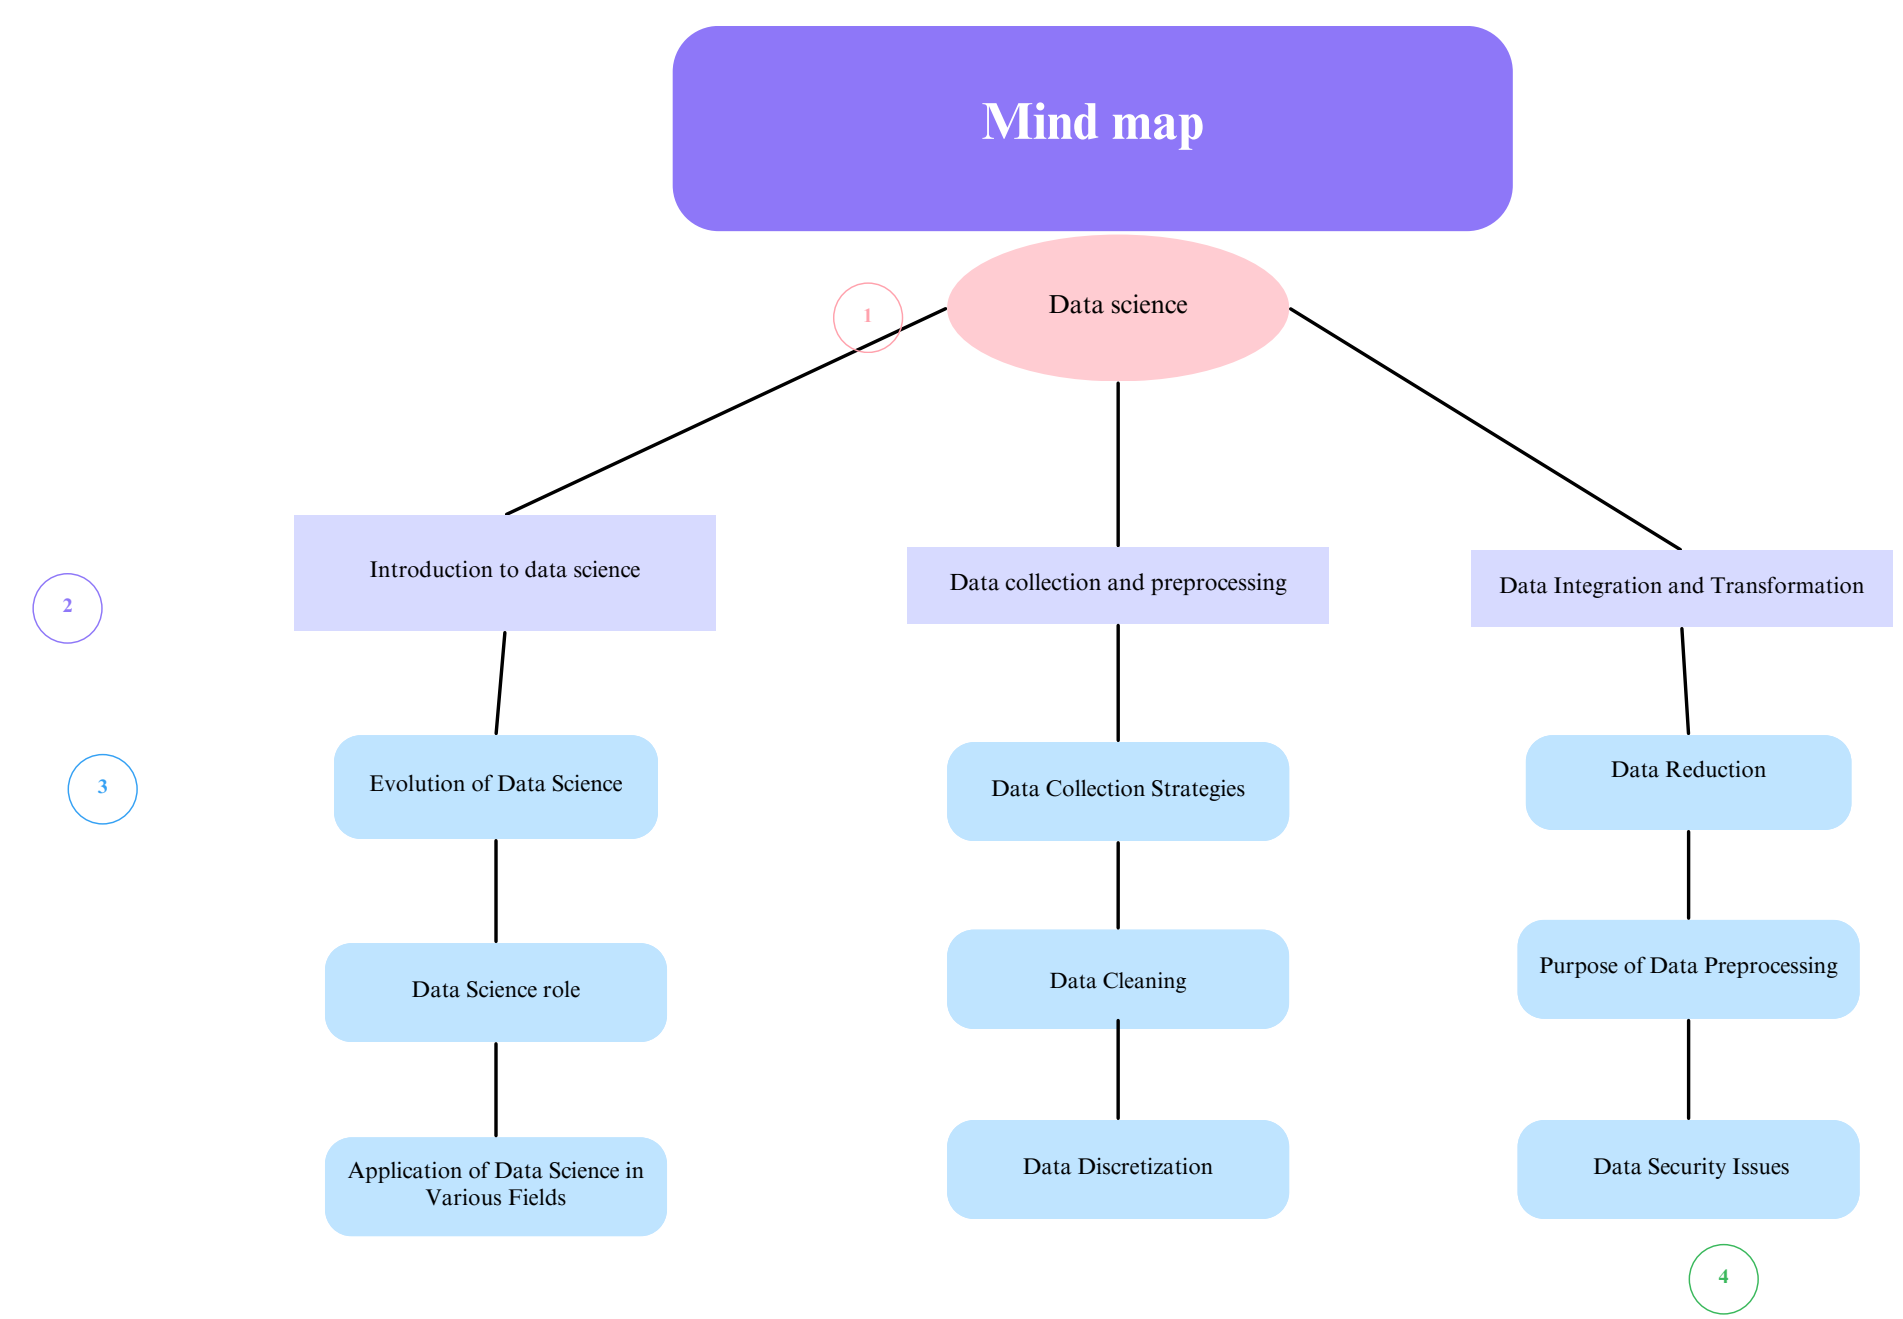 Mind map
Data science
1
Introduction to data science
Data collection and preprocessing
Data Integration and Transformation
2
3
Evolution of Data Science
Data Collection Strategies
Data Reduction
Data Science role
Data Cleaning
Purpose of Data Preprocessing
Application of Data Science in
Various Fields
Data Discretization
Data Security Issues
4